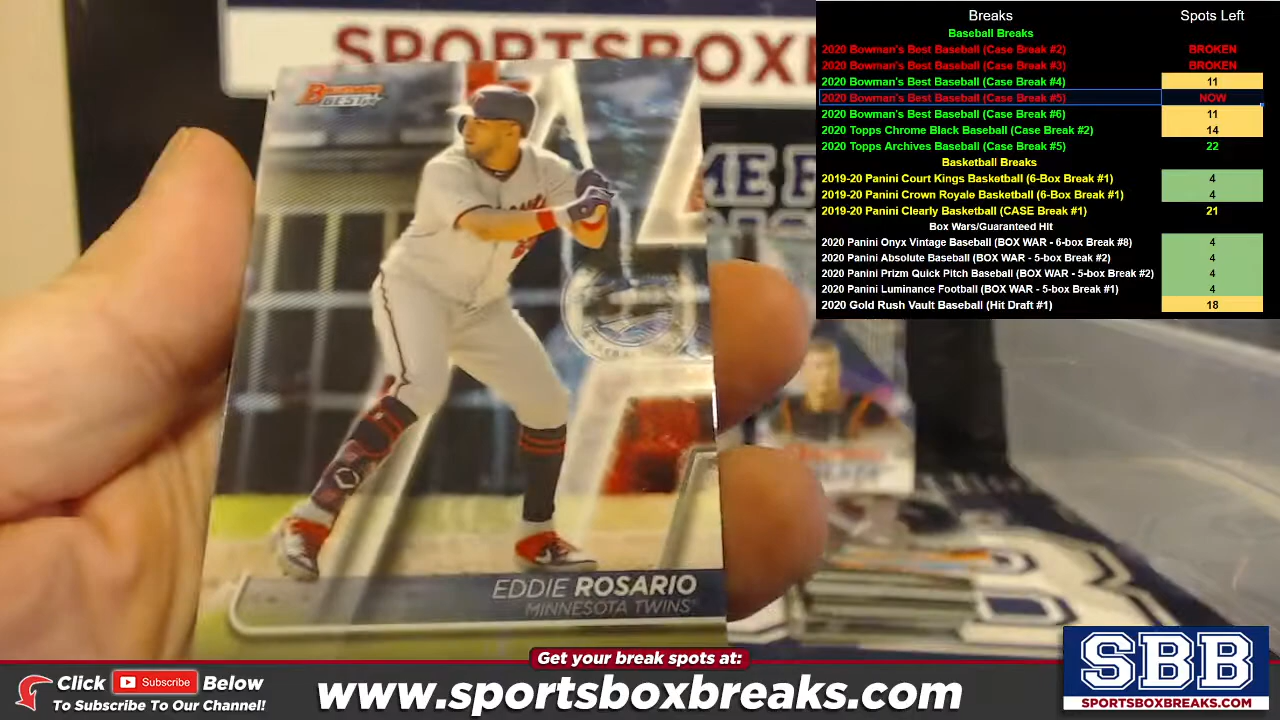 SPORTSBOX
Breaks Spots Left
Baseball Breaks
2020 Bowman's Best Baseball (Case Break #2) BROKEN
2020 Bowman's Best Baseball (Case Break #3) BROKEN
2020 Bowman's Best Baseball (Case Break #4) 11
2020 Bowman's Best Baseball (Case Break #5) NOW
2020 Bowman's Best Baseball (Case Break #6) 11
2020 Topps Chrome Black Baseball (Case Break #2) 14
2020 Topps Archives Baseball (Case Break #5) 22
Basketball Breaks
2019-20 Panini Court Kings Basketball (6-Box Break #1) 4
2019-20 Panini Crown Royale Basketball (6-Box Break #1) 4
2019-20 Panini Clearly Basketball (CASE Break #1) 21
Box Wars/Guaranteed Hit
2020 Panini Onyx Vintage Baseball (BOX WAR - 6-box Break #8) 4
2020 Panini Absolute Baseball (BOX WAR - 5-box Break #2) 4
2020 Panini Prizm Quick Pitch Baseball (BOX WAR - 5-box Break #2) 4
2020 Panini Luminance Football (BOX WAR - 5-box Break #1) 4
2020 Gold Rush Vault Baseball (Hit Draft #1) 18
BOWMAN'S
BEST
EDDIE ROSARIO
MINNESOTA TWINS
Get your break spots at:
Click Subscribe Below
To Subscribe To Our Channel!
www.sportsboxbreaks.com
SBB
SPORTSBOXBREAKS.COM